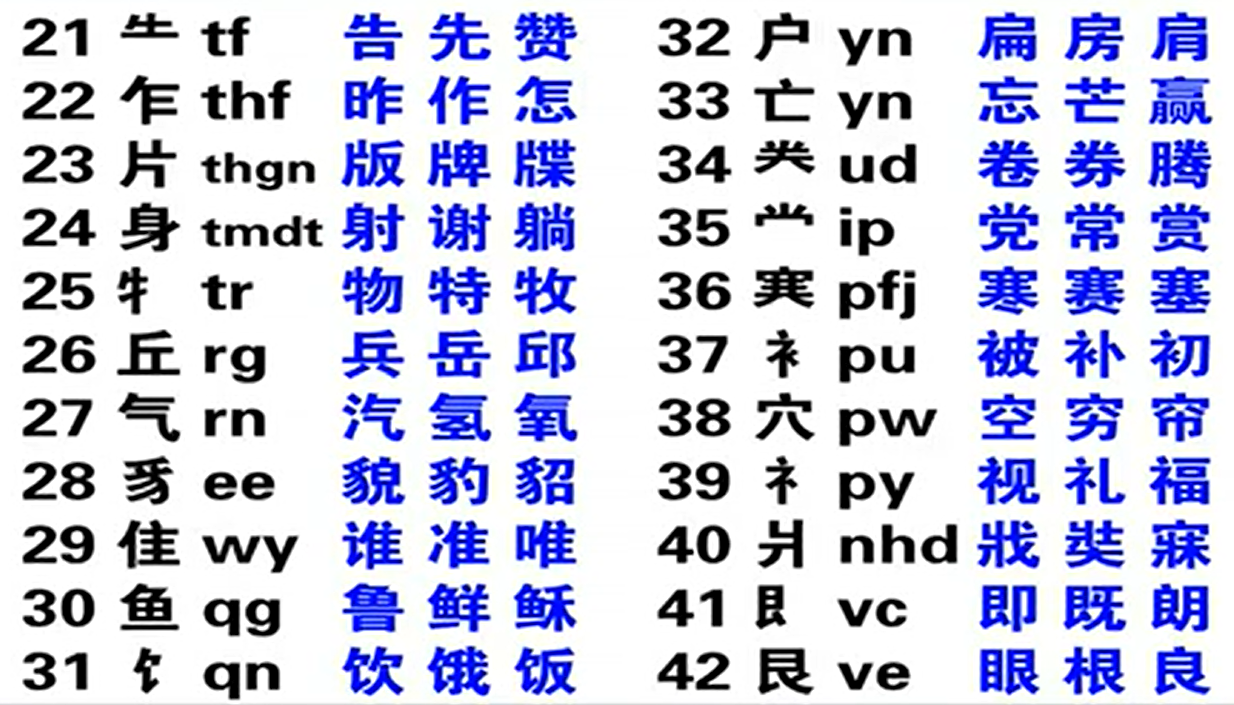 21 ⺧ tf 告 先 赞
22 乍 thf 昨 作 怎
23 片 thgn 版 牌 牒
24 身 tmdt 射 谢 躺
25 牜 tr 物 特 牧
26 丘 rg 兵 岳 邱
27 气 rn 汽 氢 氧
28 豸 ee 貌 豹 貂
29 隹 wy 谁 准 唯
30 鱼 qg 鲁 鲜 稣
31 饣 qn 饮 饿 饭
32 户 yn 扁 房 肩
33 亡 yn 忘 芒 赢
34 龹 ud 卷 券 腾
35 ip 党 常 赏
36 pfj 寒 赛 塞
37 衤 pu 被 补 初
38 穴 pw 空 穷 帘
39 礻 py 视 礼 福
40 爿 nhd 戕 奘 寐
41 vc 即 既 朗
42 艮 ve 眼 根 良